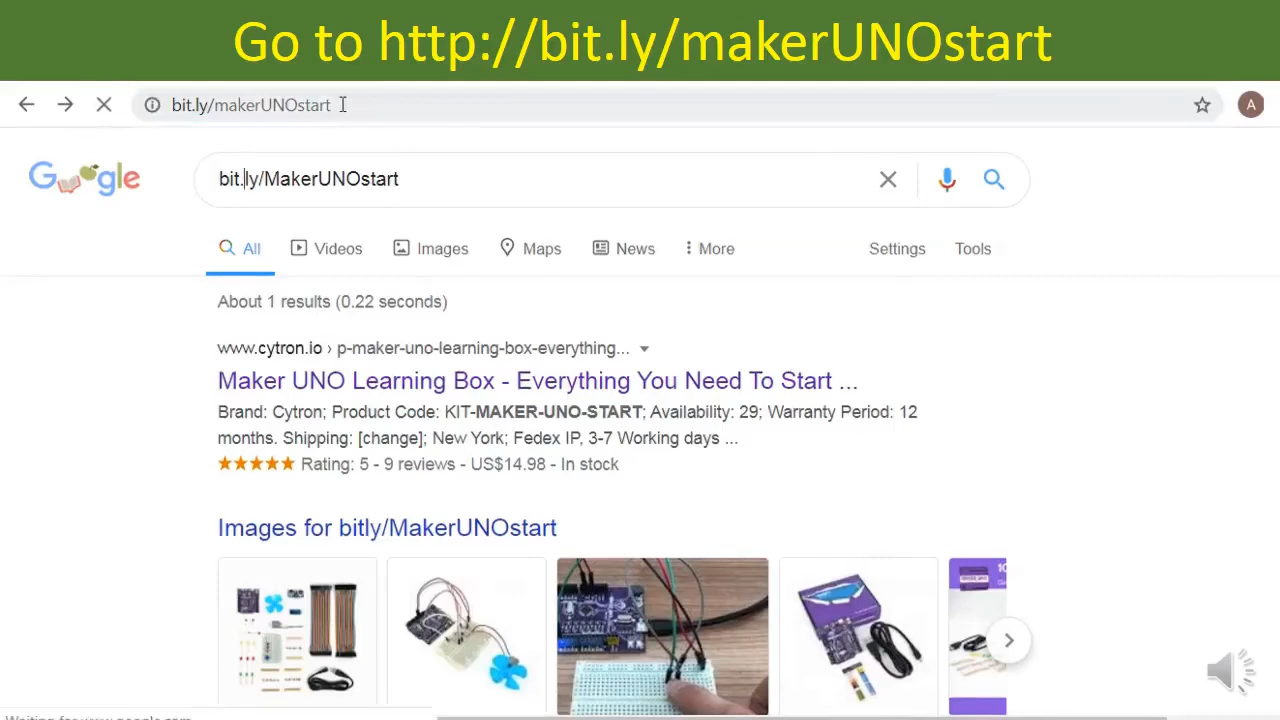 Go to http://bit.ly/makerUNOstart
bit.ly/makerUNOstart
A
Google
bit.ly/MakerUNOstart
All Videos Images Maps News More Settings Tools
About 1 results (0.22 seconds)
www.cytron.io › p-maker-uno-learning-box-everything...
Maker UNO Learning Box - Everything You Need To Start ...
Brand: Cytron; Product Code: KIT-MAKER-UNO-START; Availability: 29; Warranty Period: 12
months. Shipping: [change]; New York; Fedex IP, 3-7 Working days ...
Rating: 5 - 9 reviews - US$14.98 - In stock
Images for bitly/MakerUNOstart